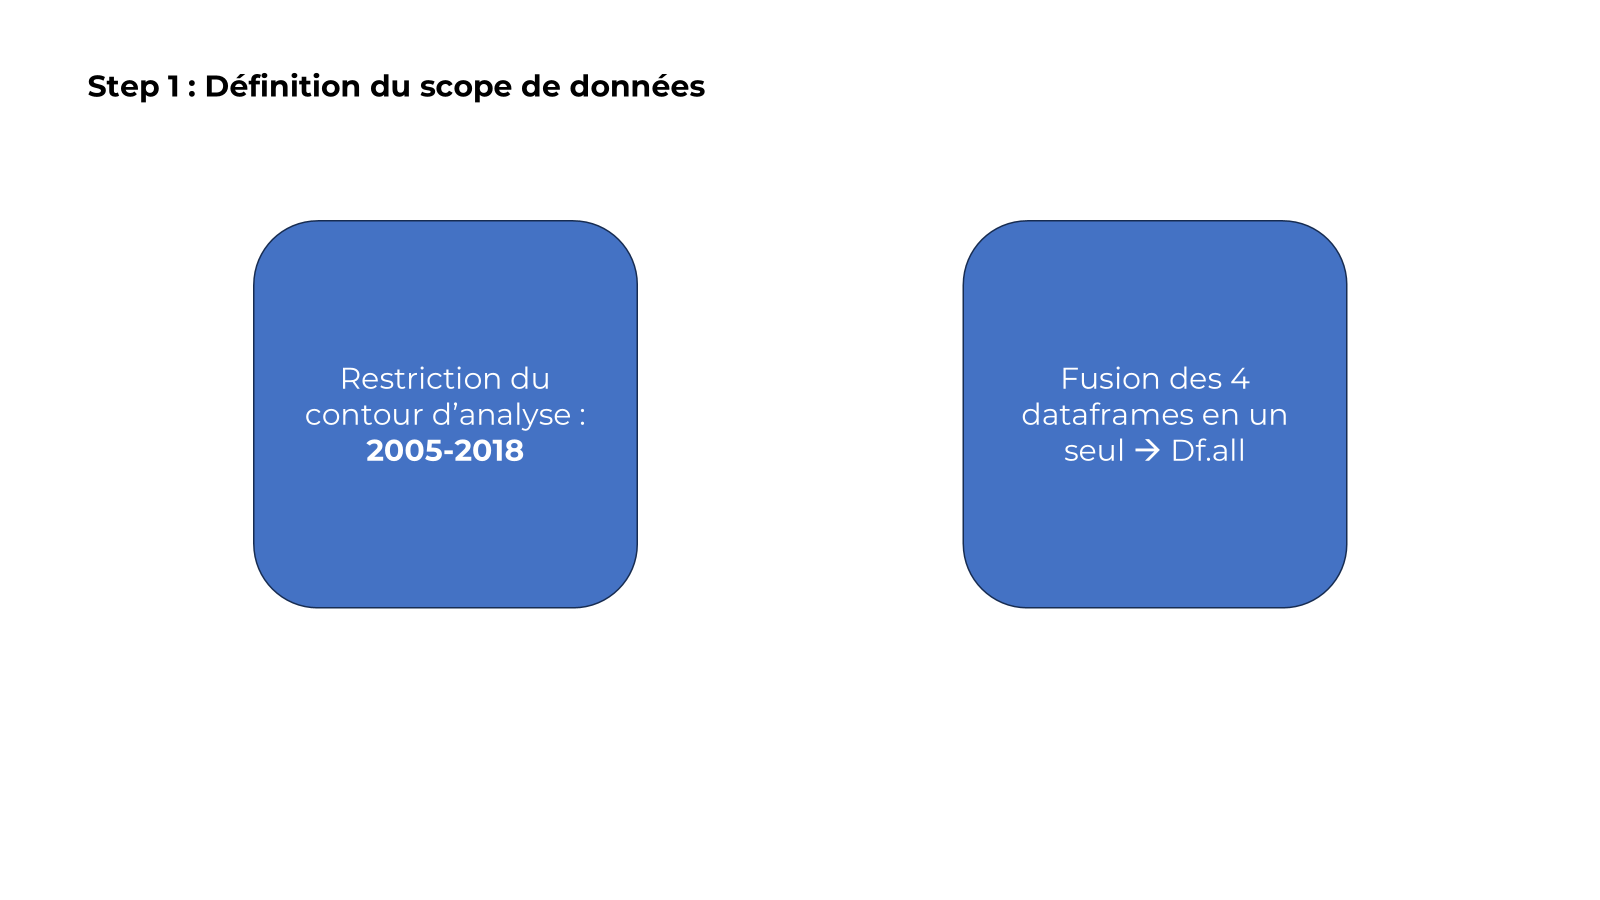 Step 1 : Définition du scope de données
Restriction du
contour d’analyse :
2005-2018
Fusion des 4
dataframes en un
seul → Df.all